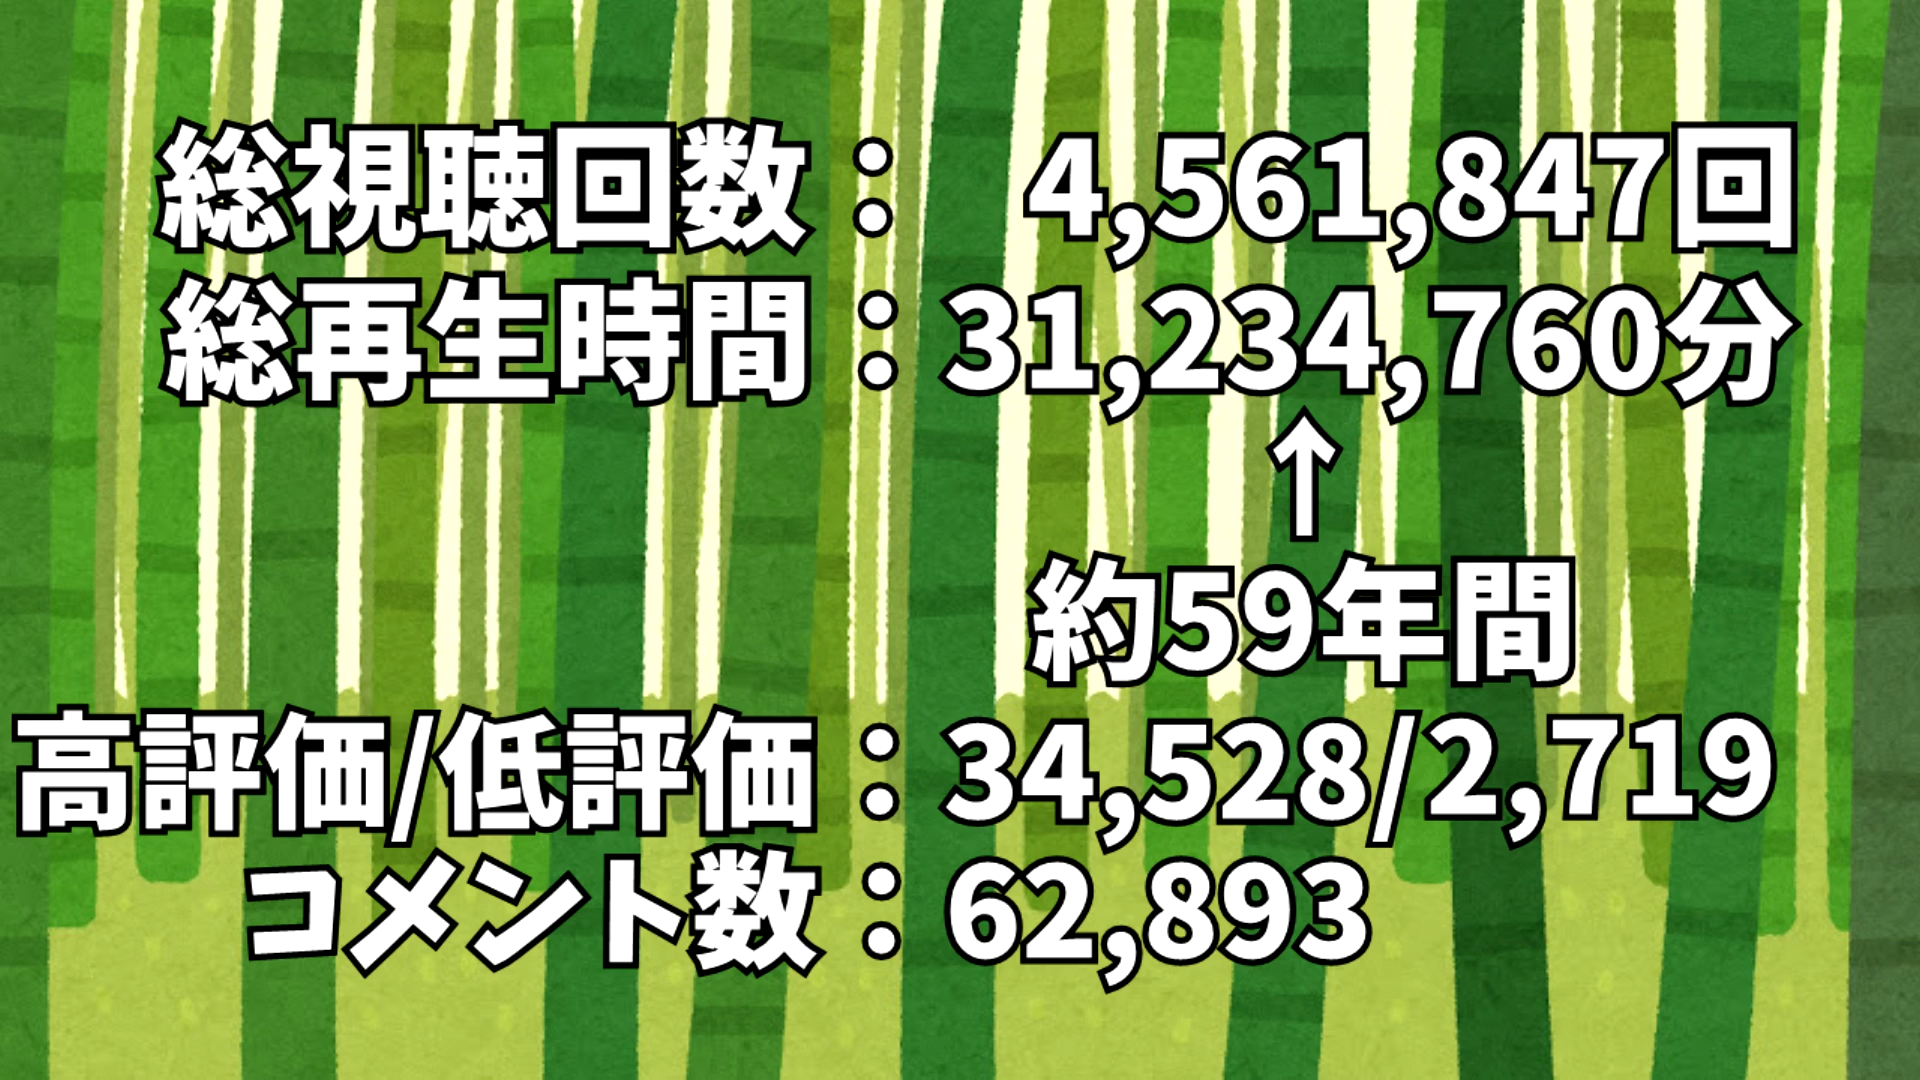 総視聴回数： 4,561,847回
総再生時間：31,234,760分
↑
約59年間
高評価/低評価：34,528/2,719
コメント数：62,893